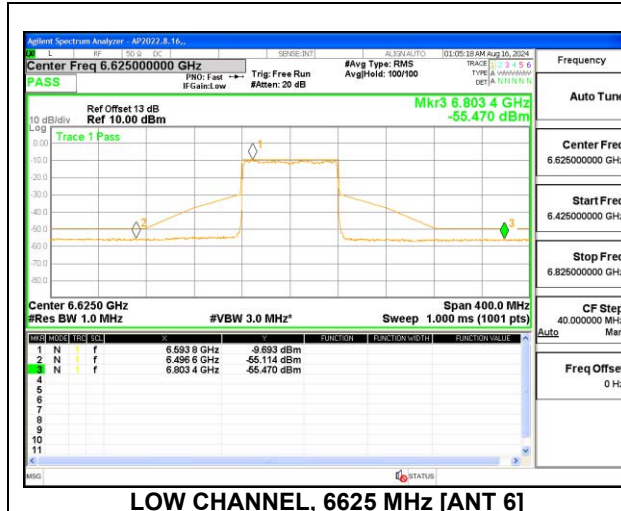 Agilent Spectrum Analyzer - AP2022.8.16,,
L RF 50 Ω DC SENSE:INT ALIGN AUTO 01:05:18 AM Aug 16, 2024
Center Freq 6.625000000 GHz
PASS
PNO: Fast
IFGain:Low
Trig: Free Run
#Atten: 20 dB
#Avg Type: RMS
Avg|Hold: 100/100
TRACE 1 2 3 4 5 6
TYPE A WWWWW
DET A N N N N N
Ref Offset 13 dB
10 dB/div Ref 10.00 dBm
Log
Mkr3 6.803 4 GHz
-55.470 dBm
Trace 1 Pass
0.00
-10.0
-20.0
-30.0
-40.0
-50.0
-60.0
-70.0
-80.0
1
2
3
Center 6.6250 GHz Span 400.0 MHz
#Res BW 1.0 MHz #VBW 3.0 MHz* Sweep 1.000 ms (1001 pts)
MKR MODE TRC SCL X Y FUNCTION FUNCTION WIDTH FUNCTION VALUE
1 N 1 f 6.593 8 GHz -9.693 dBm
2 N 1 f 6.496 6 GHz -55.114 dBm
3 N 1 f 6.803 4 GHz -55.470 dBm
4
5
6
7
8
9
10
11
MSG STATUS
Frequency
Auto Tune
Center Freq
6.625000000 GHz
Start Freq
6.425000000 GHz
Stop Freq
6.825000000 GHz
CF Step
40.000000 MHz
Auto Man
Freq Offset
0 Hz
LOW CHANNEL, 6625 MHz [ANT 6]